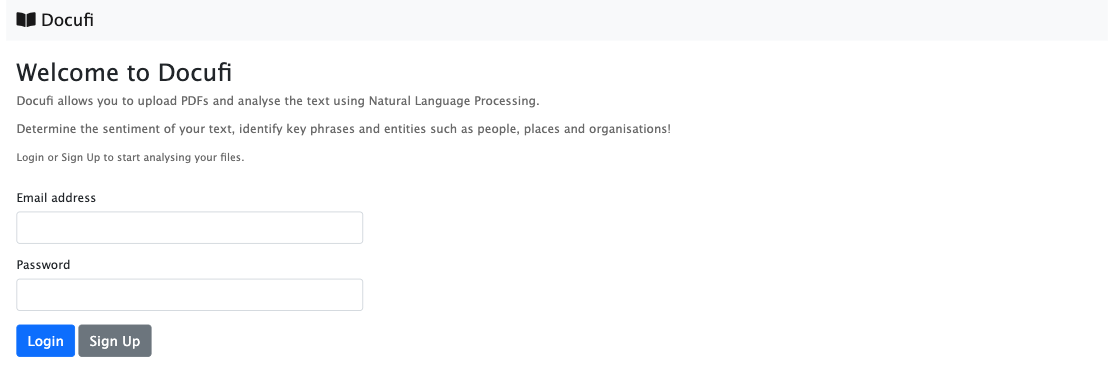 Docufi
Welcome to Docufi
Docufi allows you to upload PDFs and analyse the text using Natural Language Processing.
Determine the sentiment of your text, identify key phrases and entities such as people, places and organisations!
Login or Sign Up to start analysing your files.
Email address
Password
Login Sign Up